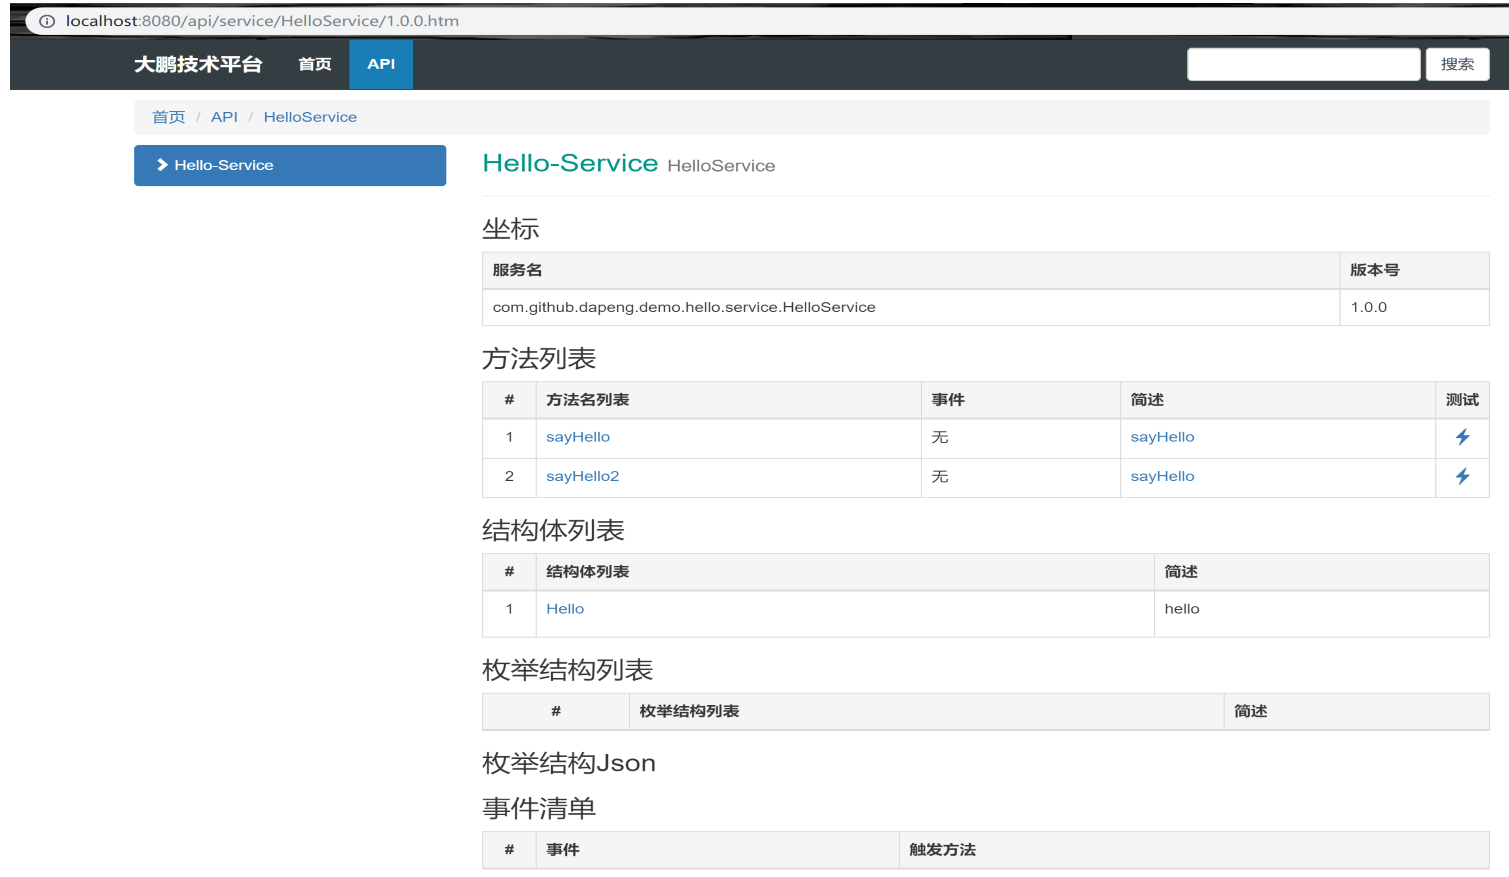 localhost:8080/api/service/HelloService/1.0.0.htm
大鹏技术平台 首页 API 搜索
首页 / API / HelloService
Hello-Service
Hello-Service HelloService
坐标
服务名 版本号
com.github.dapeng.demo.hello.service.HelloService 1.0.0
方法列表
# 方法名列表 事件 简述 测试
1 sayHello 无 sayHello
2 sayHello2 无 sayHello
结构体列表
# 结构体列表 简述
1 Hello hello
枚举结构列表
# 枚举结构列表 简述
枚举结构Json
事件清单
# 事件 触发方法